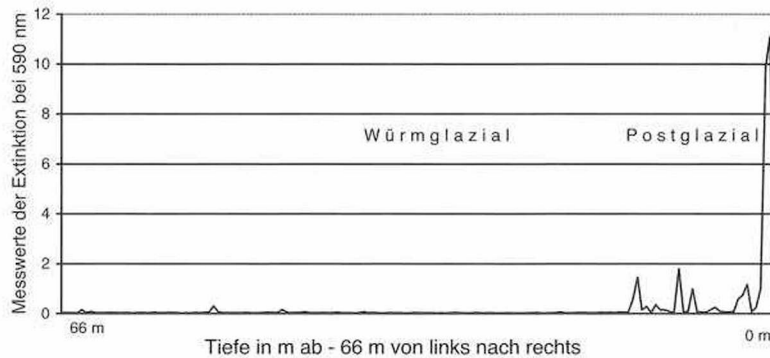 Messwerte der Extinktion bei 590 nm
12
10
8
6
4
2
0
Würmglazial
Postglazial
66 m
0 m
Tiefe in m ab - 66 m von links nach rechts